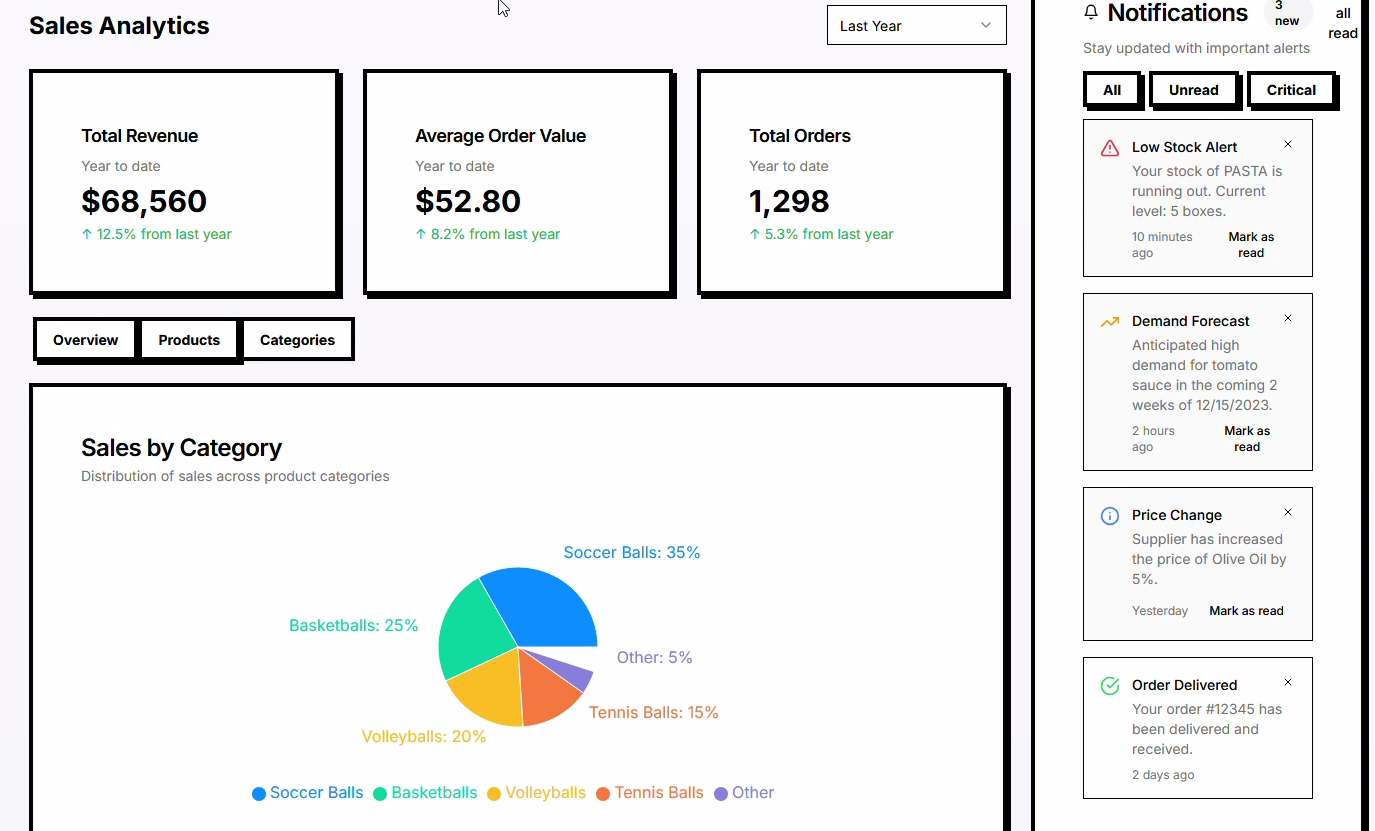 Sales Analytics
Last Year
Total Revenue
Year to date
$68,560
↑ 12.5% from last year
Average Order Value
Year to date
$52.80
↑ 8.2% from last year
Total Orders
Year to date
1,298
↑ 5.3% from last year
Overview
Products
Categories
Sales by Category
Distribution of sales across product categories
Soccer Balls: 35%
Basketballs: 25%
Other: 5%
Tennis Balls: 15%
Volleyballs: 20%
Soccer Balls
Basketballs
Volleyballs
Tennis Balls
Other
Notifications
3
new
all
read
Stay updated with important alerts
All
Unread
Critical
Low Stock Alert
Your stock of PASTA is
running out. Current
level: 5 boxes.
10 minutes
ago
Mark as
read
Demand Forecast
Anticipated high
demand for tomato
sauce in the coming 2
weeks of 12/15/2023.
2 hours
ago
Mark as
read
Price Change
Supplier has increased
the price of Olive Oil by
5%.
Yesterday
Mark as read
Order Delivered
Your order #12345 has
been delivered and
received.
2 days ago